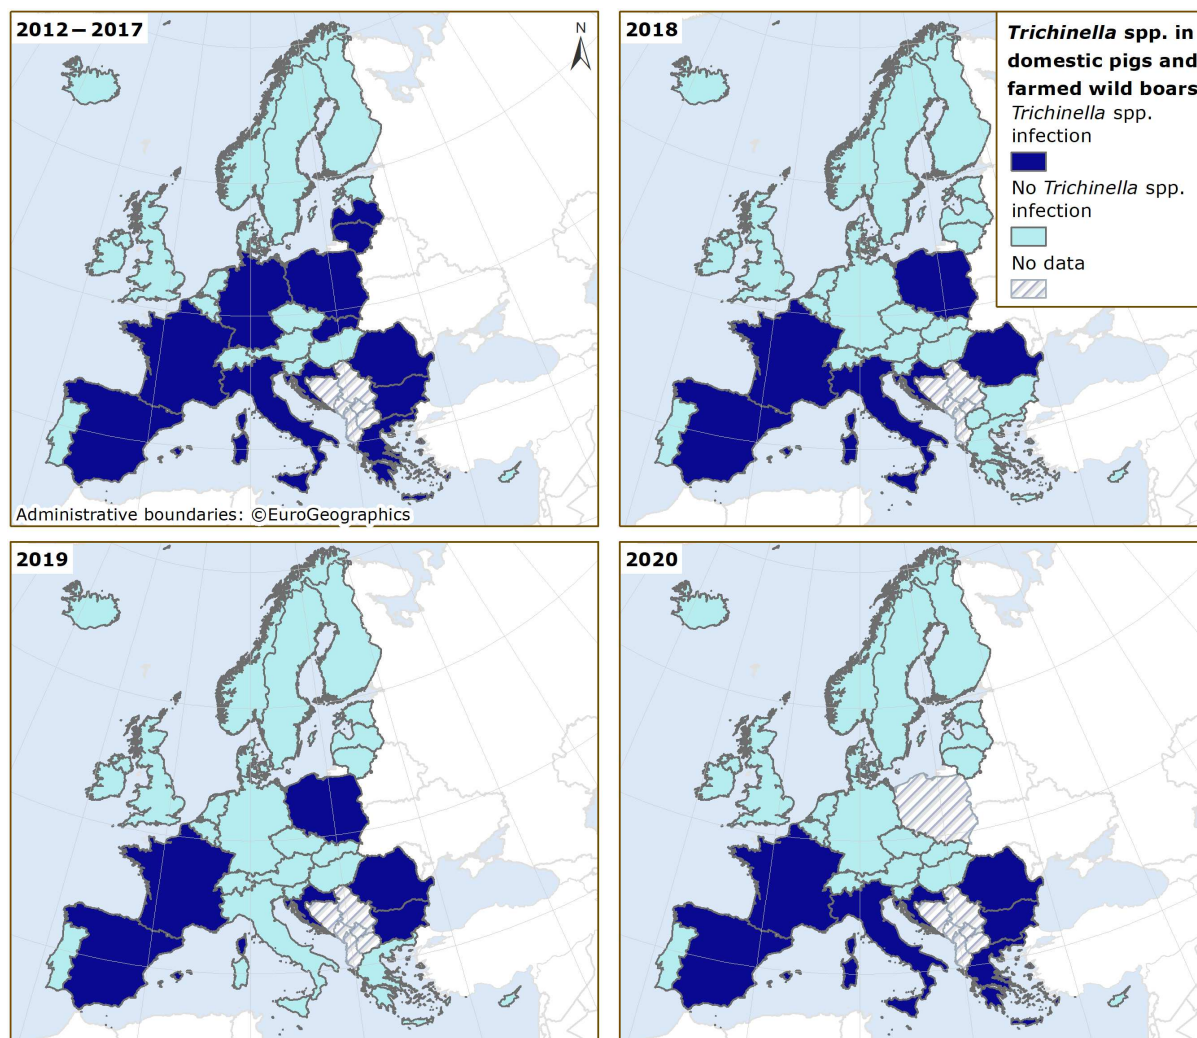 2012–2017
N
Administrative boundaries: ©EuroGeographics
2018
Trichinella spp. in
domestic pigs and
farmed wild boars
Trichinella spp.
infection
No Trichinella spp.
infection
No data
2019
2020